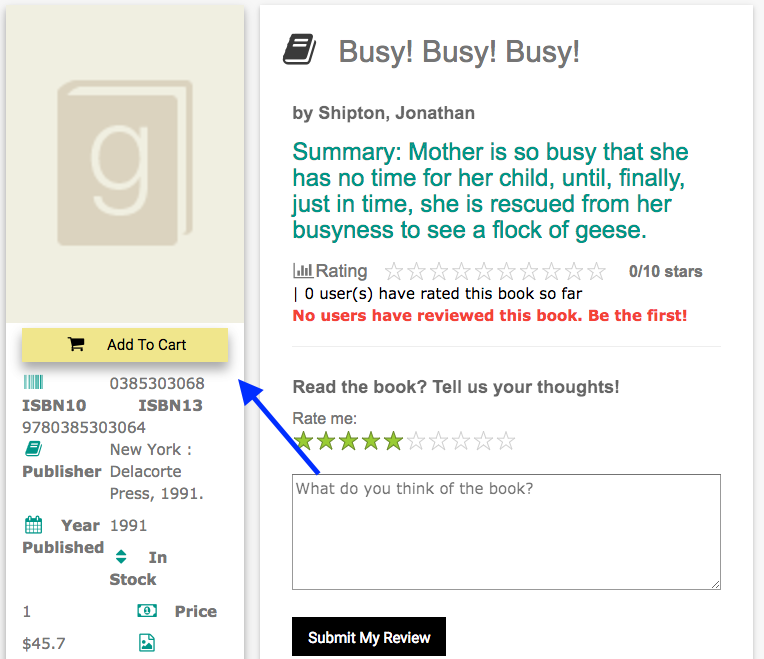 g
Add To Cart
0385303068
ISBN10 ISBN13
9780385303064
New York :
Publisher Delacorte
Press, 1991.
Year 1991
Published
In
Stock
1 Price
$45.7
Busy! Busy! Busy!
by Shipton, Jonathan
Summary: Mother is so busy that she
has no time for her child, until, finally,
just in time, she is rescued from her
busyness to see a flock of geese.
Rating 0/10 stars
| 0 user(s) have rated this book so far
No users have reviewed this book. Be the first!
Read the book? Tell us your thoughts!
Rate me:
What do you think of the book?
Submit My Review